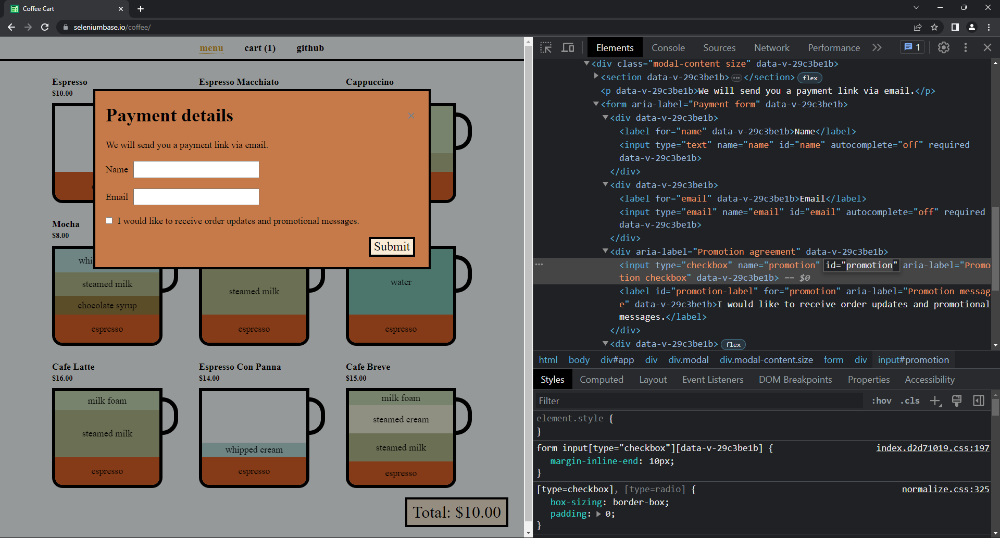 Coffee Cart
seleniumbase.io/coffee/
menu cart (1) github
Espresso
$10.00
Espresso Macchiato
Cappuccino
Payment details
We will send you a payment link via email.
Name
Email
I would like to receive order updates and promotional messages.
Submit
Mocha
$8.00
steamed milk
chocolate syrup
espresso
steamed milk
espresso
water
espresso
Cafe Latte
$16.00
milk foam
steamed milk
espresso
Espresso Con Panna
$14.00
whipped cream
espresso
Cafe Breve
$15.00
milk foam
steamed cream
steamed milk
espresso
Total: $10.00
Elements Console Sources Network Performance 1
<div class="modal-content size" data-v-29c3be1b>
<section data-v-29c3be1b>…</section> flex
<p data-v-29c3be1b>We will send you a payment link via email.</p>
<form aria-label="Payment form" data-v-29c3be1b>
<div data-v-29c3be1b>
<label for="name" data-v-29c3be1b>Name</label>
<input type="text" name="name" id="name" autocomplete="off" required
data-v-29c3be1b>
</div>
<div data-v-29c3be1b>
<label for="email" data-v-29c3be1b>Email</label>
<input type="email" name="email" id="email" autocomplete="off" required
data-v-29c3be1b>
</div>
<div aria-label="Promotion agreement" data-v-29c3be1b>
<input type="checkbox" name="promotion" id="promotion" aria-label="Promo
tion checkbox" data-v-29c3be1b> == $0
<label id="promotion-label" for="promotion" aria-label="Promotion messag
e" data-v-29c3be1b>I would like to receive order updates and promotional
messages.</label>
</div>
<div data-v-29c3be1b> flex
html body div#app div div.modal div.modal-content.size form div input#promotion
Styles Computed Layout Event Listeners DOM Breakpoints Properties Accessibility
Filter :hov .cls
element.style {
}
form input[type="checkbox"][data-v-29c3be1b] { index.d2d71019.css:197
margin-inline-end: 10px;
}
[type=checkbox], [type=radio] { normalize.css:325
box-sizing: border-box;
padding: 0;
}